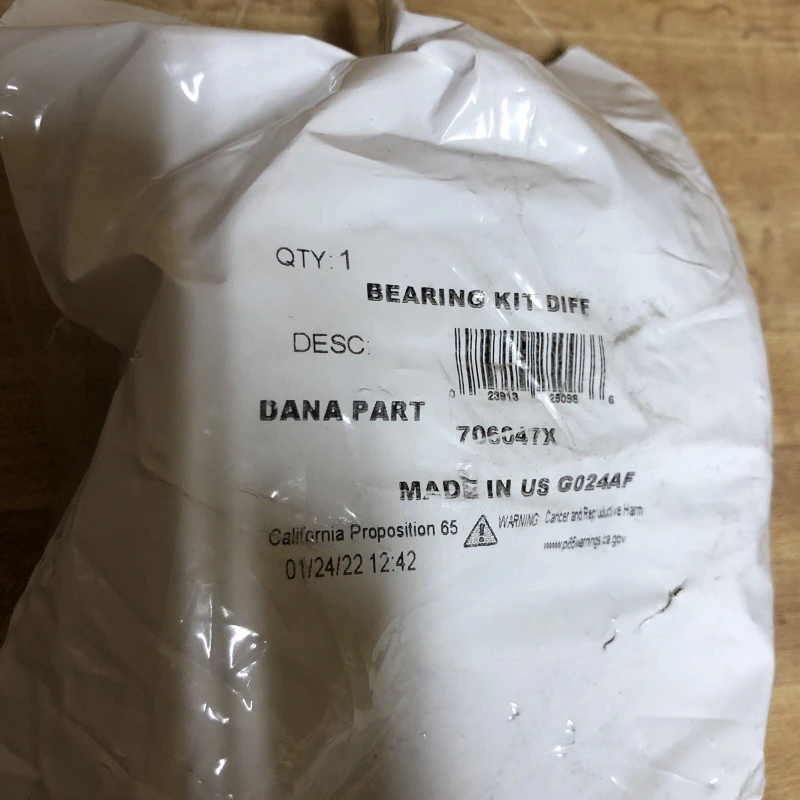 QTY: 1
BEARING KIT DIFF
DESC:
0 23913 25098 6
DANA PART
706047X
MADE IN US G024AF
California Proposition 65
WARNING Cancer and Reproductive Harm
www.p65warnings.ca.gov
01/24/22 12:42